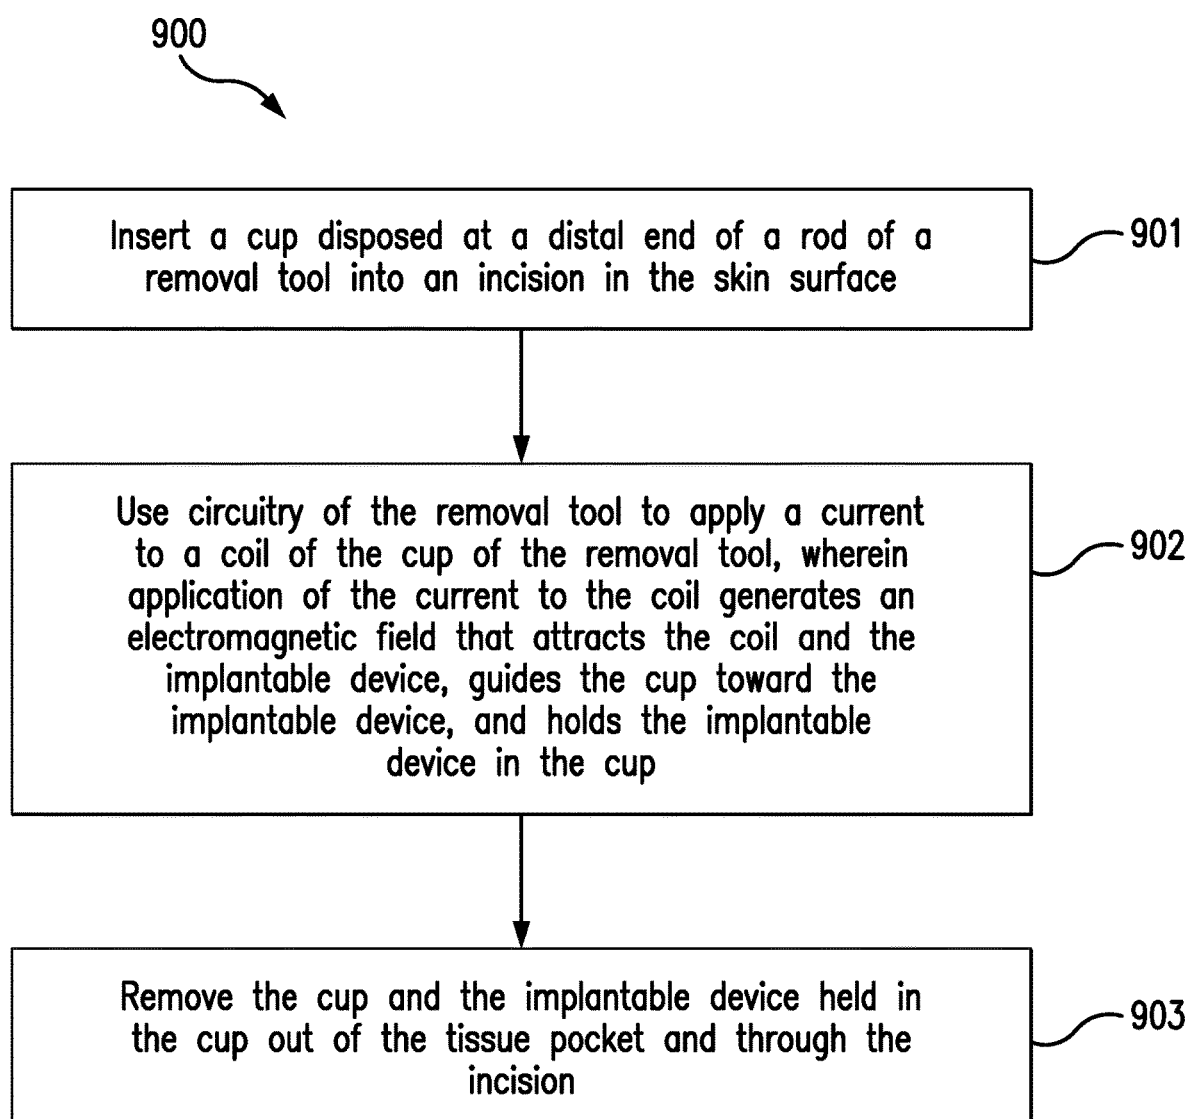 900
Insert a cup disposed at a distal end of a rod of a
removal tool into an incision in the skin surface
901
Use circuitry of the removal tool to apply a current
to a coil of the cup of the removal tool, wherein
application of the current to the coil generates an
electromagnetic field that attracts the coil and the
implantable device, guides the cup toward the
implantable device, and holds the implantable
device in the cup
902
Remove the cup and the implantable device held in
the cup out of the tissue pocket and through the
incision
903